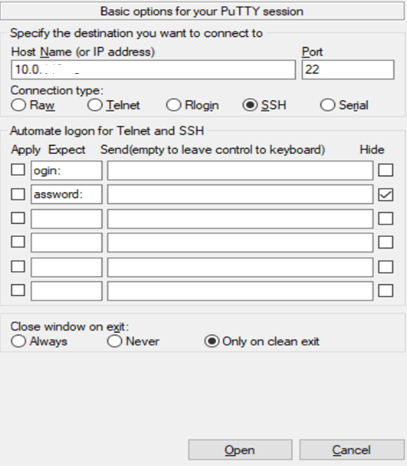 Basic options for your PuTTY session
Specify the destination you want to connect to
Host Name (or IP address) Port
10.0. 22
Connection type:
Raw Telnet Rlogin SSH Serial
Automate logon for Telnet and SSH
Apply Expect Send(empty to leave control to keyboard) Hide
ogin:
assword:
Close window on exit:
Always Never Only on clean exit
Open Cancel